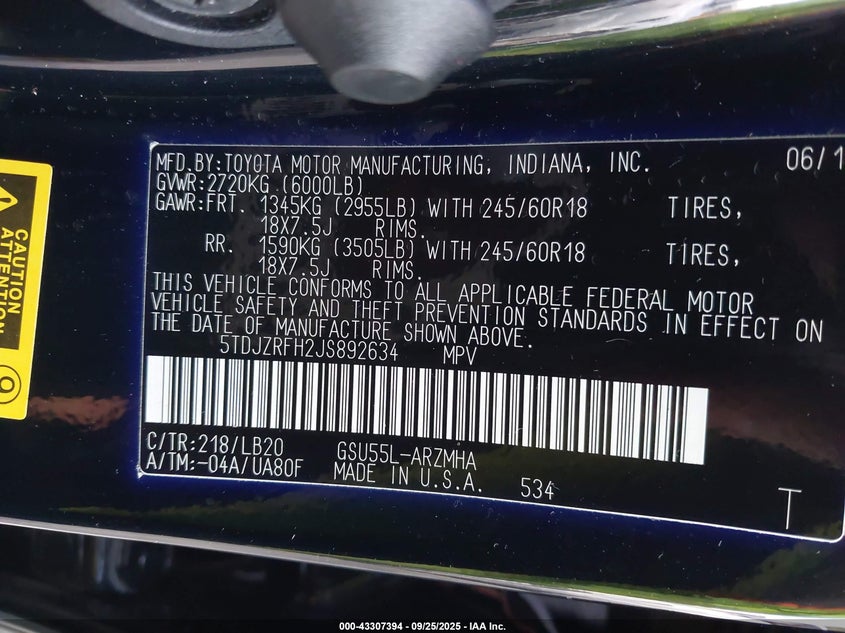 MFD.BY:TOYOTA MOTOR MANUFACTURING, INDIANA, INC. 06/1
GVWR:2720KG (6000LB)
GAWR:FRT. 1345KG (2955LB) WITH 245/60R18 TIRES,
18X7.5J RIMS.
RR. 1590KG (3505LB) WITH 245/60R18 TIRES,
18X7.5J RIMS.
THIS VEHICLE CONFORMS TO ALL APPLICABLE FEDERAL MOTOR
VEHICLE SAFETY AND THEFT PREVENTION STANDARDS IN EFFECT ON
THE DATE OF MANUFACTURE SHOWN ABOVE.
5TDJZRFH2JS892634 MPV
C/TR:218/LB20 GSU55L-ARZMHA
A/TM:-04A/UA80F MADE IN U.S.A. 534
T
CAUTION
ATTENTION
000-43307394 - 09/25/2025 - IAA Inc.